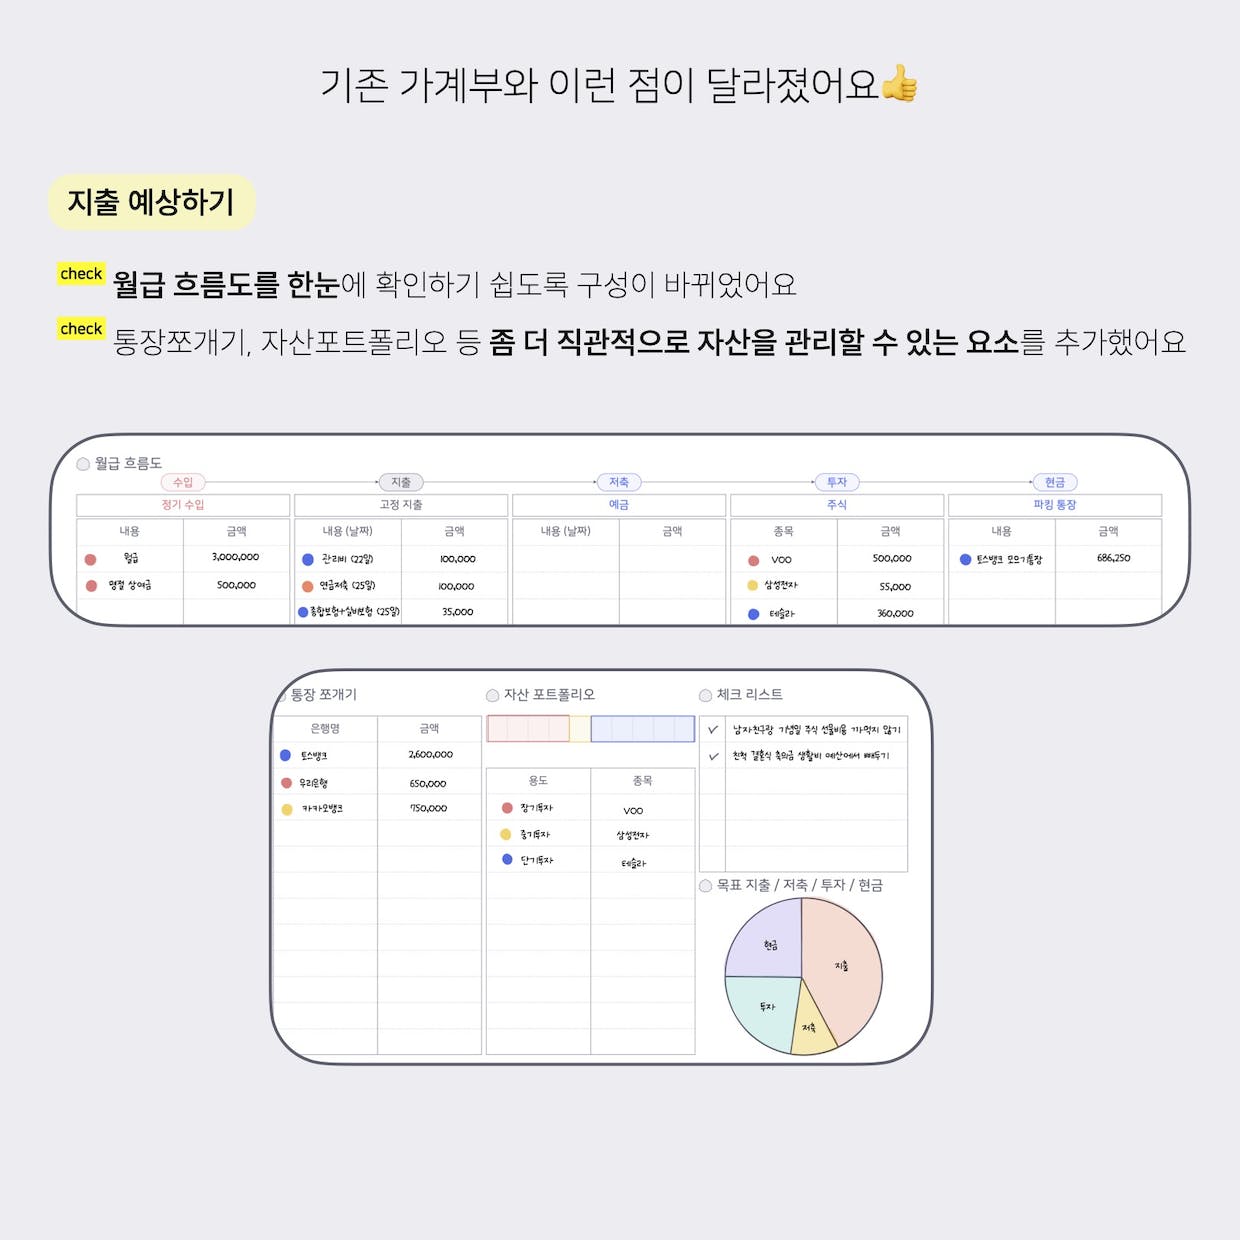 기존 가계부와 이런 점이 달라졌어요👍
지출 예상하기
check 월급 흐름도를 한눈에 확인하기 쉽도록 구성이 바뀌었어요
check 통장쪼개기, 자산포트폴리오 등 좀 더 직관적으로 자산을 관리할 수 있는 요소를 추가했어요
월급 흐름도
수입 지출 저축 투자 현금
정기 수입 고정 지출 예금 주식 파킹 통장
내용 금액 내용 (날짜) 금액 내용 (날짜) 금액 종목 금액 내용 금액
월급 3,000,000 관리비 (22일) 100,000 VOO 500,000 토스뱅크 모으기통장 686,250
명절 상여금 500,000 연금저축 (25일) 100,000 삼성전자 55,000
종합보험+실비보험 (25일) 35,000 테슬라 360,000
통장 쪼개기
은행명 금액
토스뱅크 2,600,000
우리은행 650,000
카카오뱅크 750,000
자산 포트폴리오
용도 종목
장기투자 VOO
중기투자 삼성전자
단기투자 테슬라
체크 리스트
남자친구랑 기념일 주식 선물비용 까먹지 않기
친척 결혼식 축의금 생활비 예산에서 빼두기
목표 지출 / 저축 / 투자 / 현금
현금 지출
투자 저축